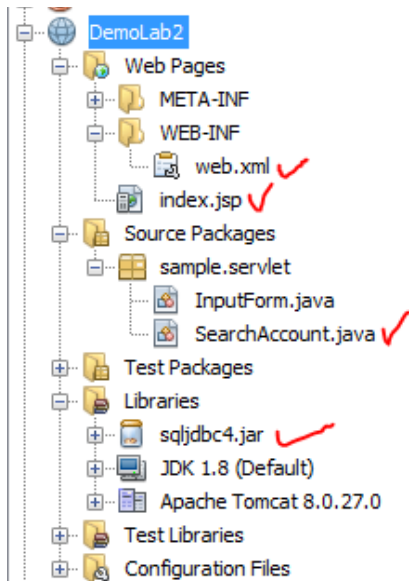 DemoLab2
Web Pages
META-INF
WEB-INF
web.xml
index.jsp
Source Packages
sample.servlet
InputForm.java
SearchAccount.java
Test Packages
Libraries
sqljdbc4.jar
JDK 1.8 (Default)
Apache Tomcat 8.0.27.0
Test Libraries
Configuration Files